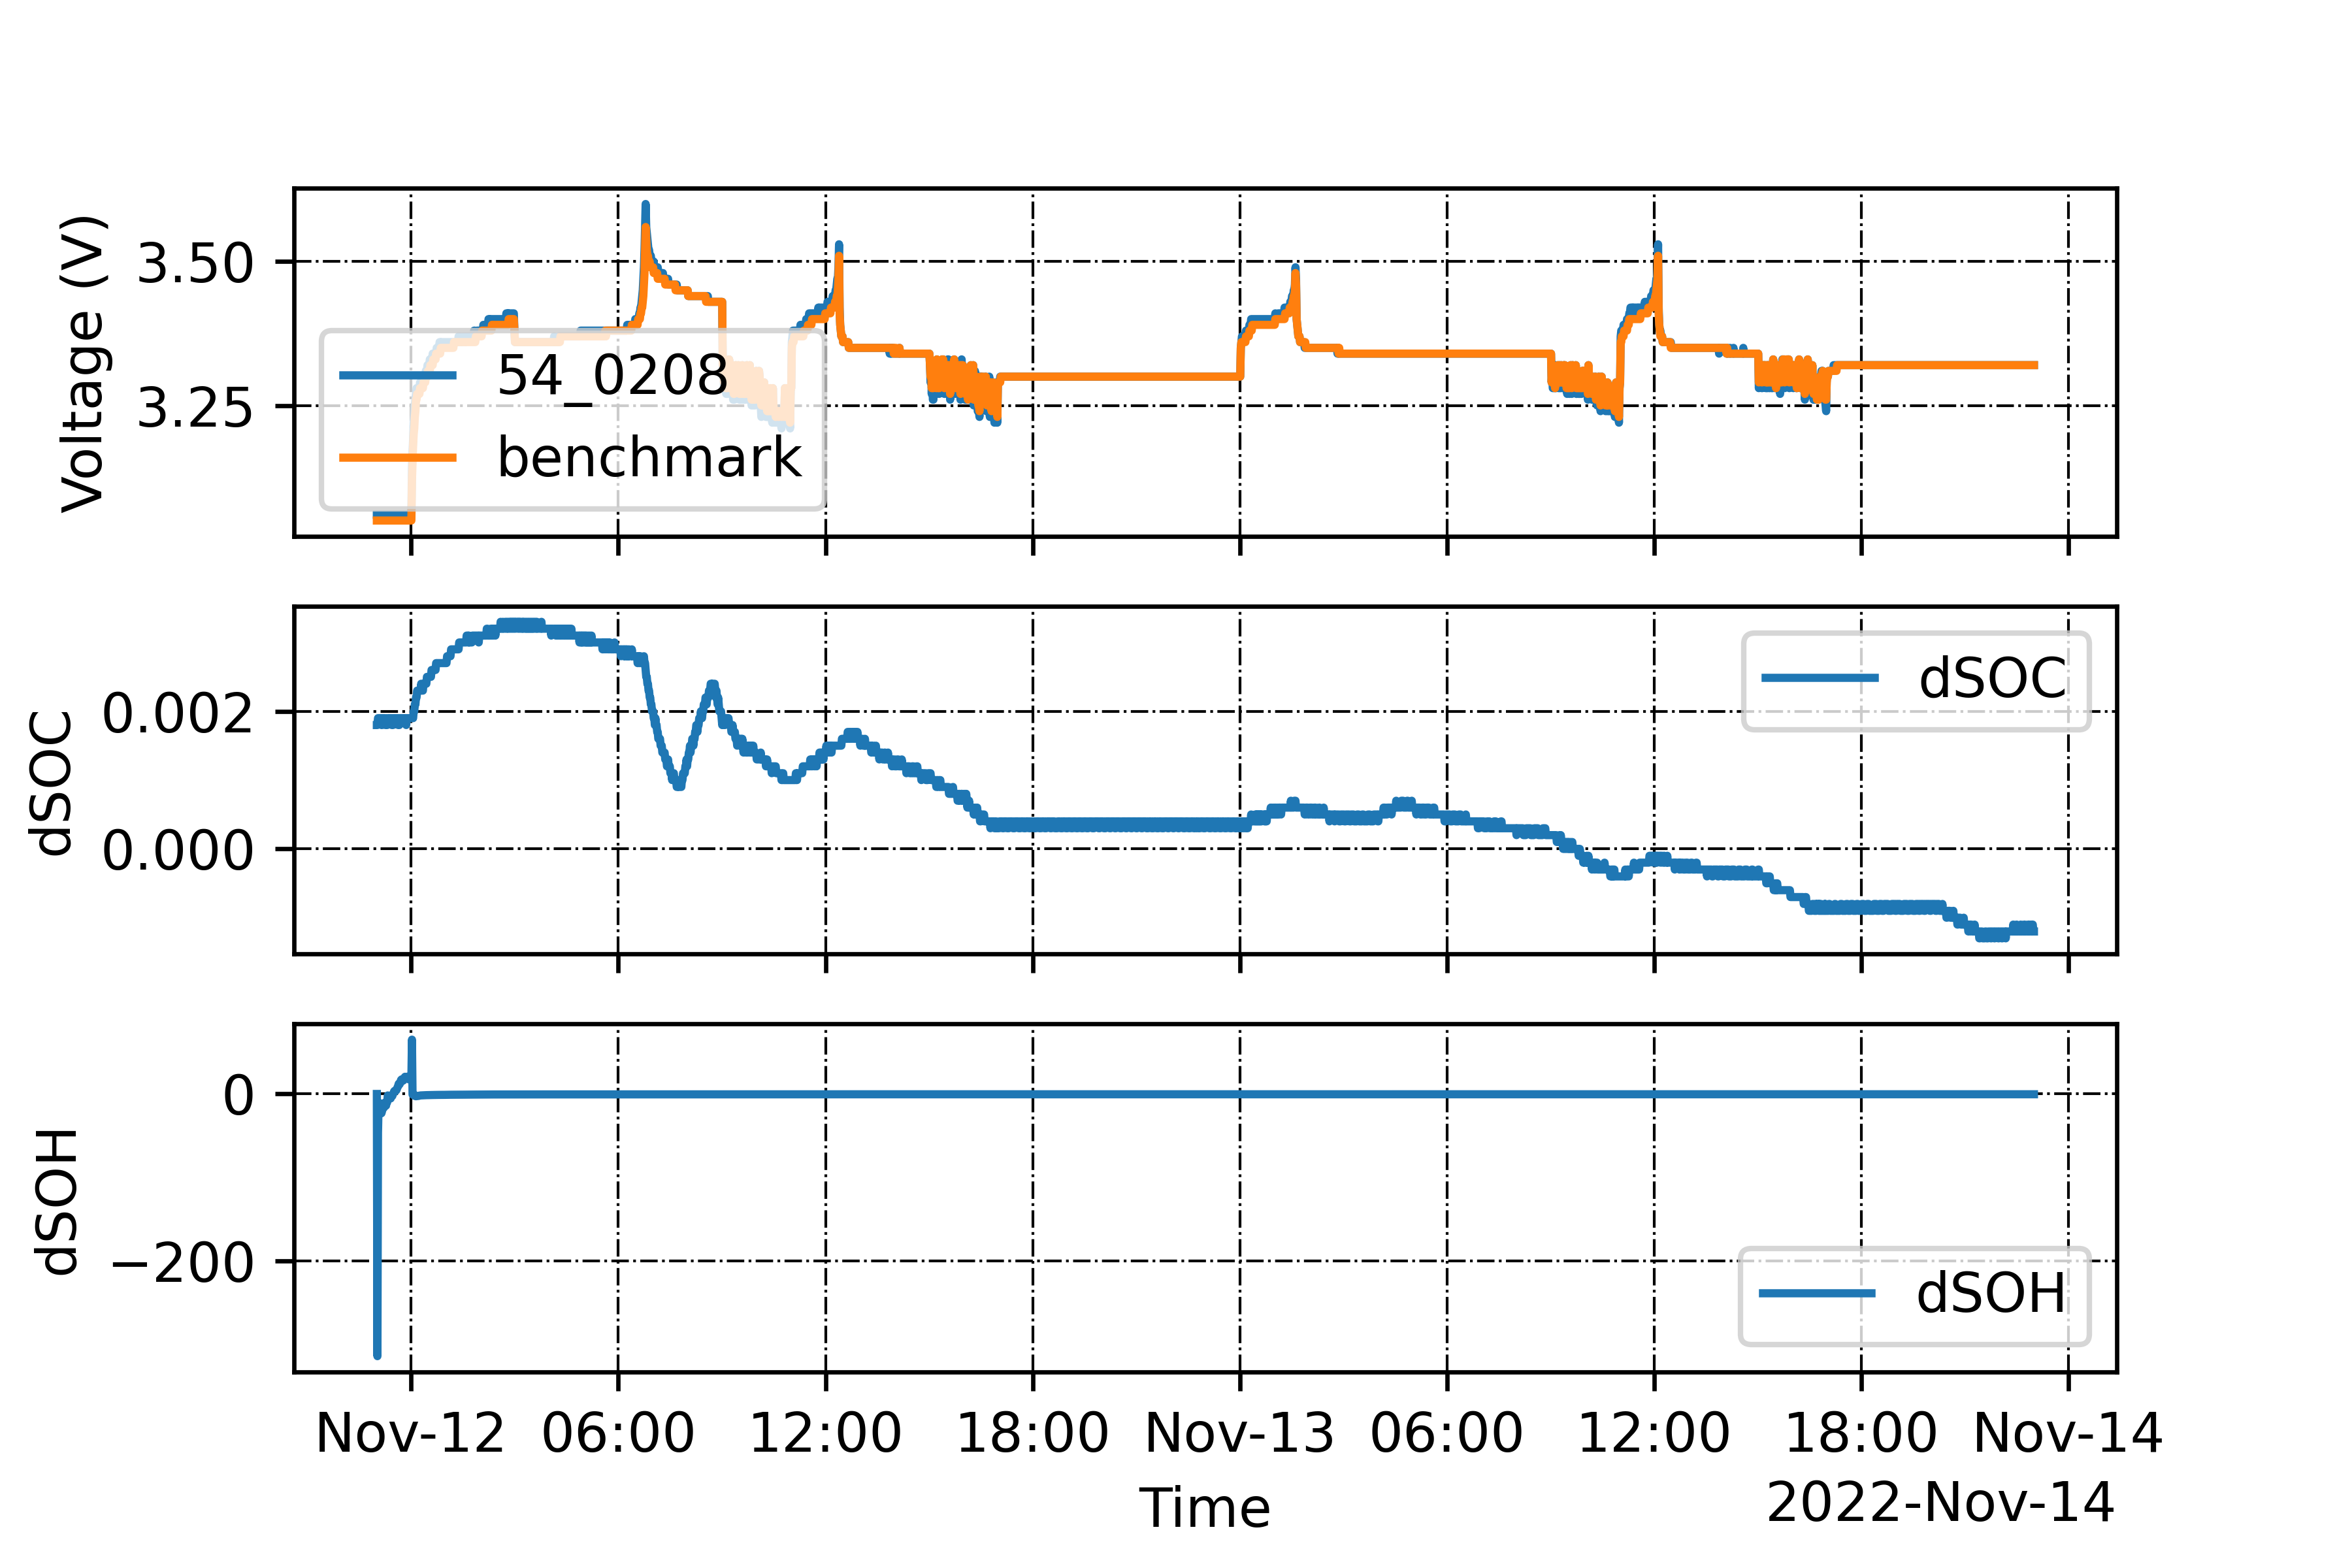 Voltage (V)
3.50
3.25
54_0208
benchmark
dSOC
0.002
0.000
dSOC
dSOH
0
−200
dSOH
Nov-12 06:00 12:00 18:00 Nov-13 06:00 12:00 18:00 Nov-14
Time
2022-Nov-14